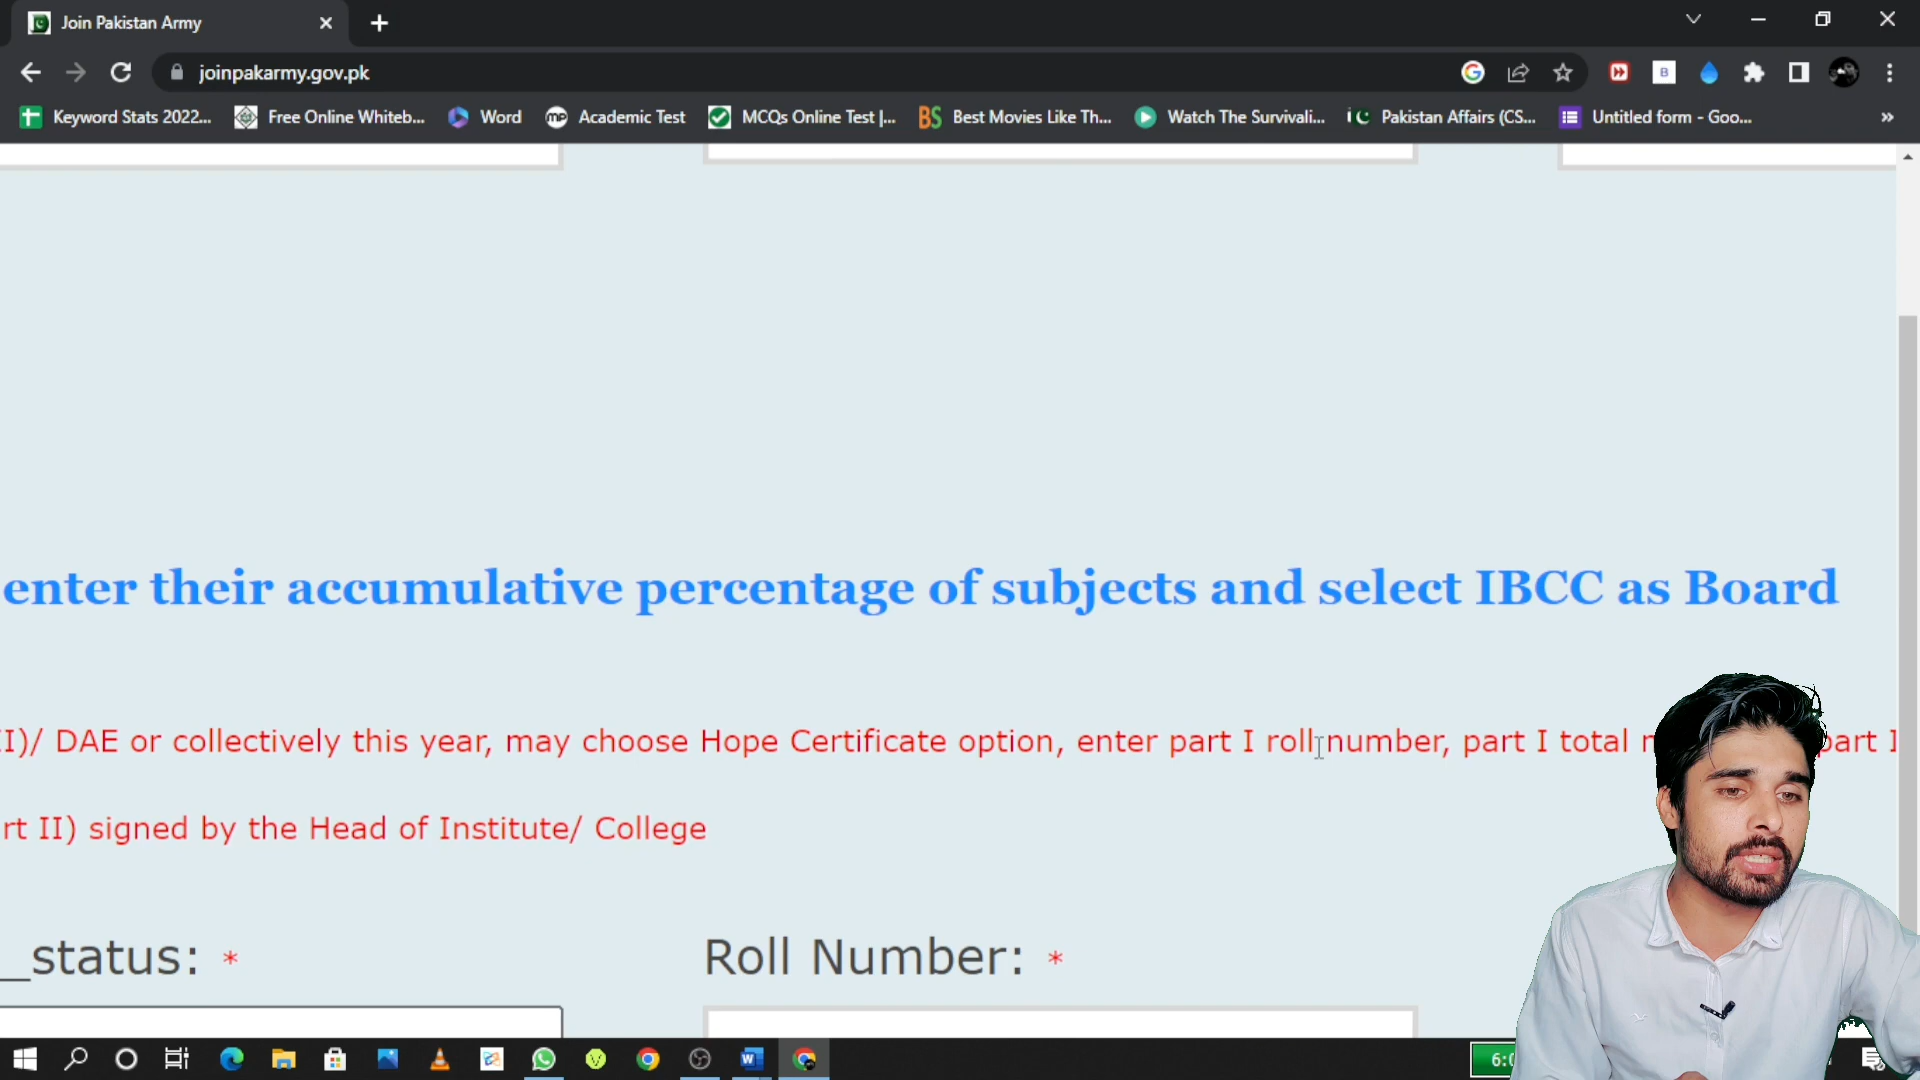 Join Pakistan Army
joinpakarmy.gov.pk
Keyword Stats 2022... Free Online Whiteb... Word Academic Test MCQs Online Test |... Best Movies Like Th... Watch The Survivali... Pakistan Affairs (CS... Untitled form - Goo... »
enter their accumulative percentage of subjects and select IBCC as Board
II)/ DAE or collectively this year, may choose Hope Certificate option, enter part I roll number, part I total part I
rt II) signed by the Head of Institute/ College
_status: * Roll Number: *